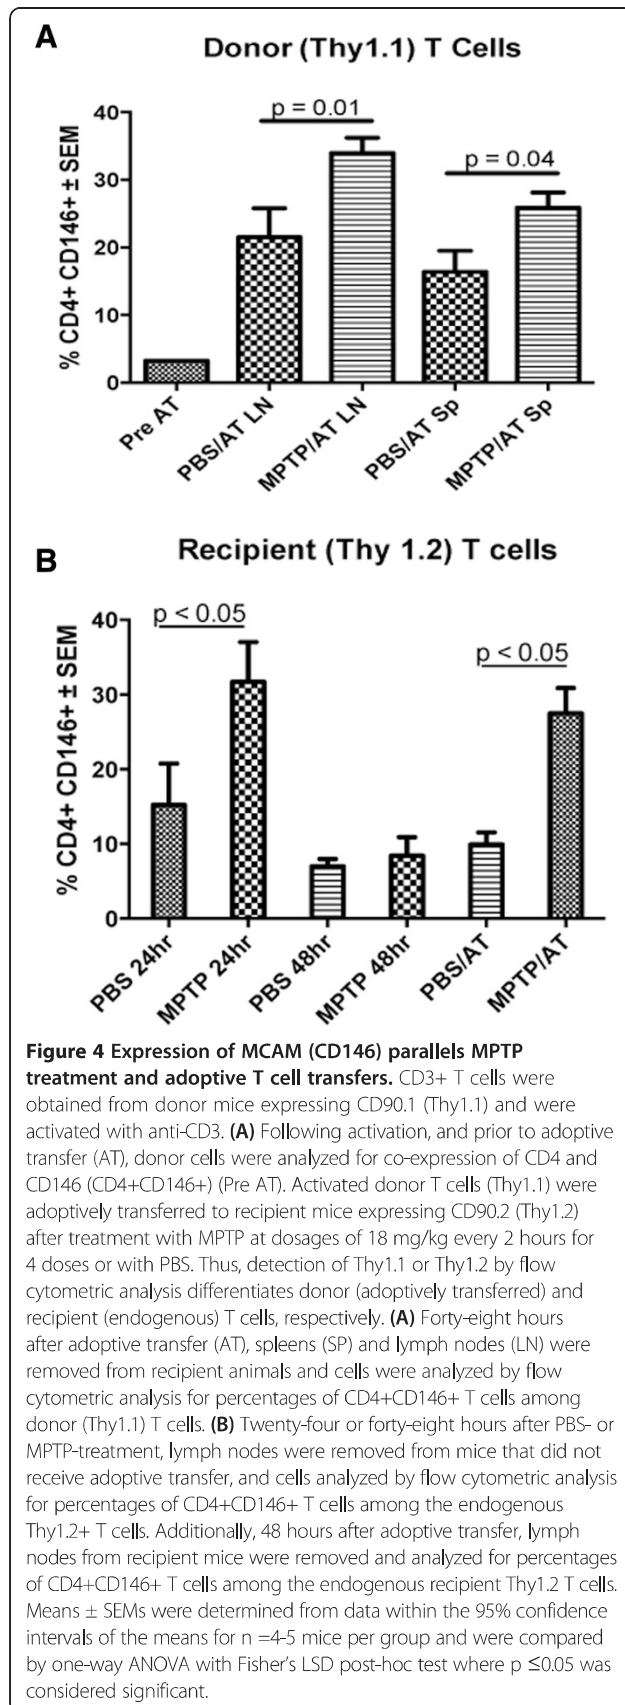 A
Donor (Thy1.1) T Cells
% CD4+ CD146+ ± SEM
40
30
20
10
0
p = 0.01
p = 0.04
Pre AT
PBS/AT LN
MPTP/AT LN
PBS/AT Sp
MPTP/AT Sp
B
Recipient (Thy 1.2) T cells
% CD4+ CD146+ ± SEM
40
30
20
10
0
p < 0.05
p < 0.05
PBS 24hr
MPTP 24hr
PBS 48hr
MPTP 48hr
PBS/AT
MPTP/AT
Figure 4 Expression of MCAM (CD146) parallels MPTP
treatment and adoptive T cell transfers. CD3+ T cells were
obtained from donor mice expressing CD90.1 (Thy1.1) and were
activated with anti-CD3. (A) Following activation, and prior to adoptive
transfer (AT), donor cells were analyzed for co-expression of CD4 and
CD146 (CD4+CD146+) (Pre AT). Activated donor T cells (Thy1.1) were
adoptively transferred to recipient mice expressing CD90.2 (Thy1.2)
after treatment with MPTP at dosages of 18 mg/kg every 2 hours for
4 doses or with PBS. Thus, detection of Thy1.1 or Thy1.2 by flow
cytometric analysis differentiates donor (adoptively transferred) and
recipient (endogenous) T cells, respectively. (A) Forty-eight hours
after adoptive transfer (AT), spleens (SP) and lymph nodes (LN) were
removed from recipient animals and cells were analyzed by flow
cytometric analysis for percentages of CD4+CD146+ T cells among
donor (Thy1.1) T cells. (B) Twenty-four or forty-eight hours after PBS- or
MPTP-treatment, lymph nodes were removed from mice that did not
receive adoptive transfer, and cells analyzed by flow cytometric analysis
for percentages of CD4+CD146+ T cells among the endogenous
Thy1.2+ T cells. Additionally, 48 hours after adoptive transfer, lymph
nodes from recipient mice were removed and analyzed for percentages
of CD4+CD146+ T cells among the endogenous recipient Thy1.2 T cells.
Means ± SEMs were determined from data within the 95% confidence
intervals of the means for n =4-5 mice per group and were compared
by one-way ANOVA with Fisher's LSD post-hoc test where p ≤0.05 was
considered significant.